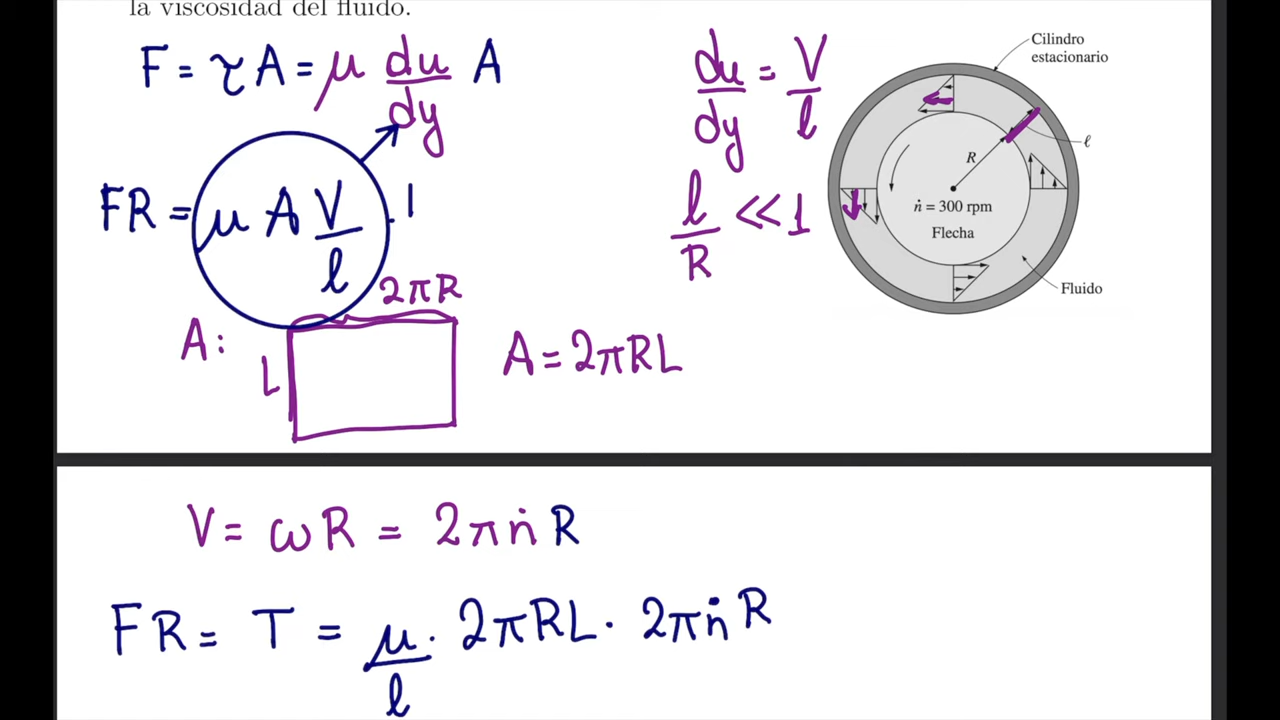 la viscosidad del fluido.
F = τ A = μ du/dy A
du/dy = V/l
FR = μ A V/l . 1
l/R << 1
Cilindro
estacionario
ℓ
R
ṅ = 300 rpm
Flecha
Fluido
2πR
A:
L
A = 2πRL
V = ωR = 2πṅR
FR = T = μ/l . 2πRL . 2πṅR